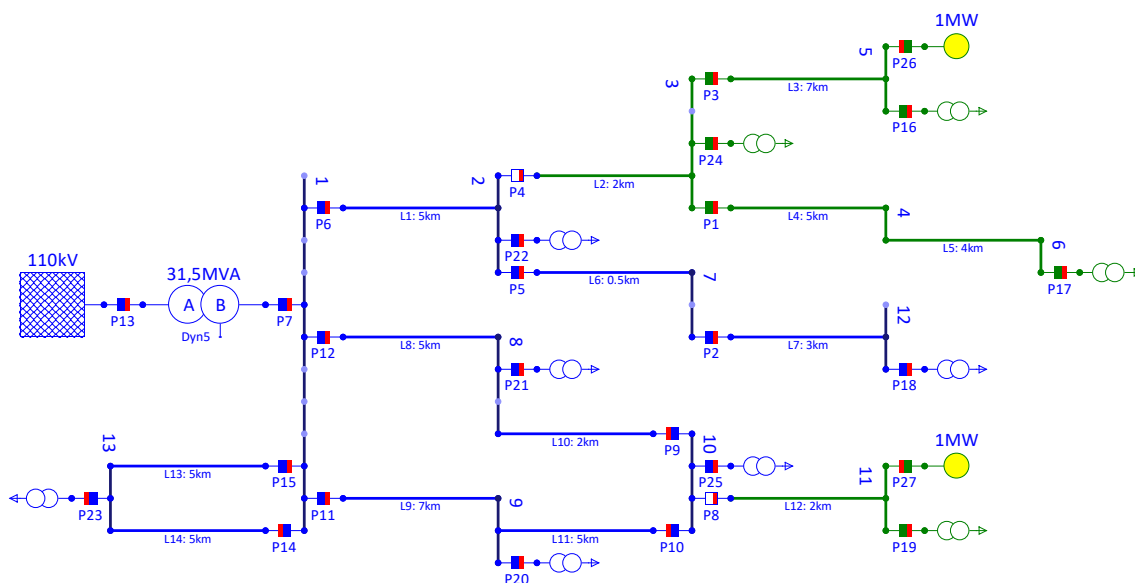 1MW
5
P26
3
P3
L3: 7km
P16
P24
1
2
P4
L2: 2km
P6
L1: 5km
P1
L4: 5km
4
P22
L5: 4km
6
110kV
31,5MVA
P5
L6: 0.5km
7
P17
A
B
P13
Dyn5
P7
12
P12
L8: 5km
8
P2
L7: 3km
P21
P18
13
L10: 2km
P9
10
1MW
L13: 5km
P15
P25
11
P27
P23
P11
L9: 7km
9
P8
L12: 2km
L14: 5km
P14
L11: 5km
P10
P19
P20